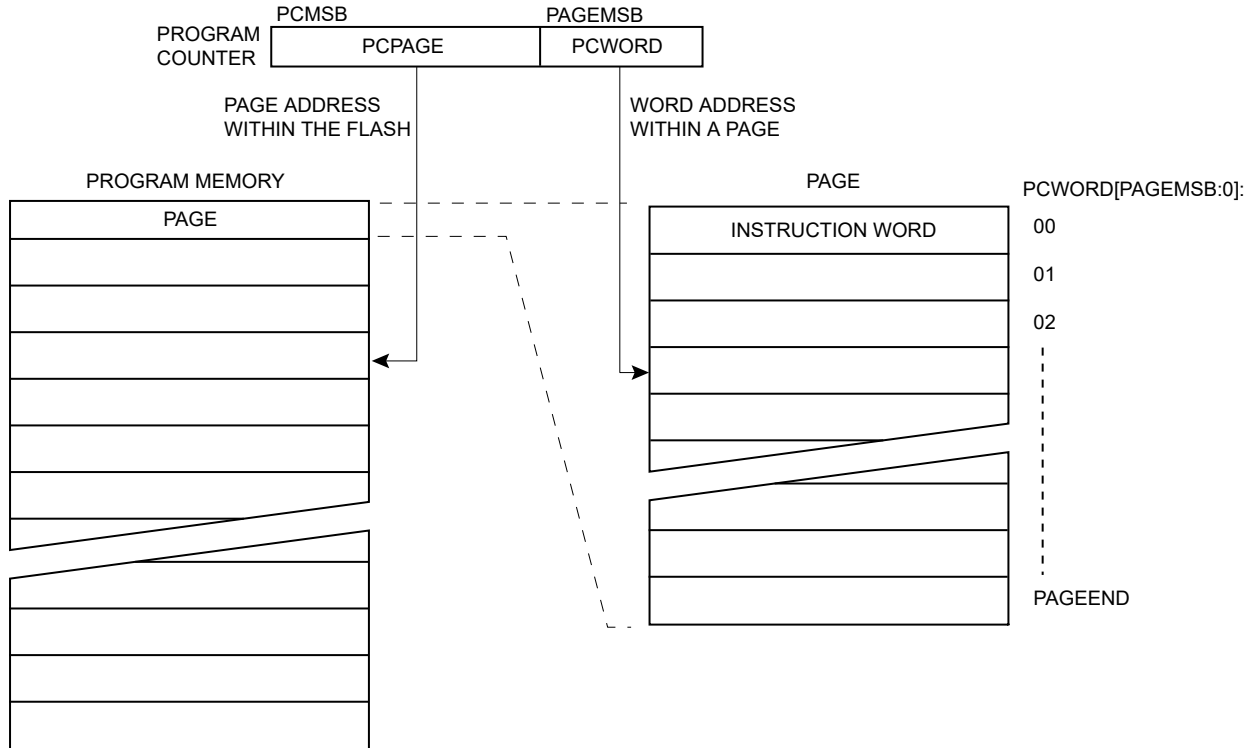 PCMSB
PAGEMSB
PROGRAM
COUNTER
PCPAGE
PCWORD
PAGE ADDRESS
WITHIN THE FLASH
WORD ADDRESS
WITHIN A PAGE
PROGRAM MEMORY
PAGE
PAGE
PCWORD[PAGEMSB:0]:
INSTRUCTION WORD
00
01
02
PAGEEND